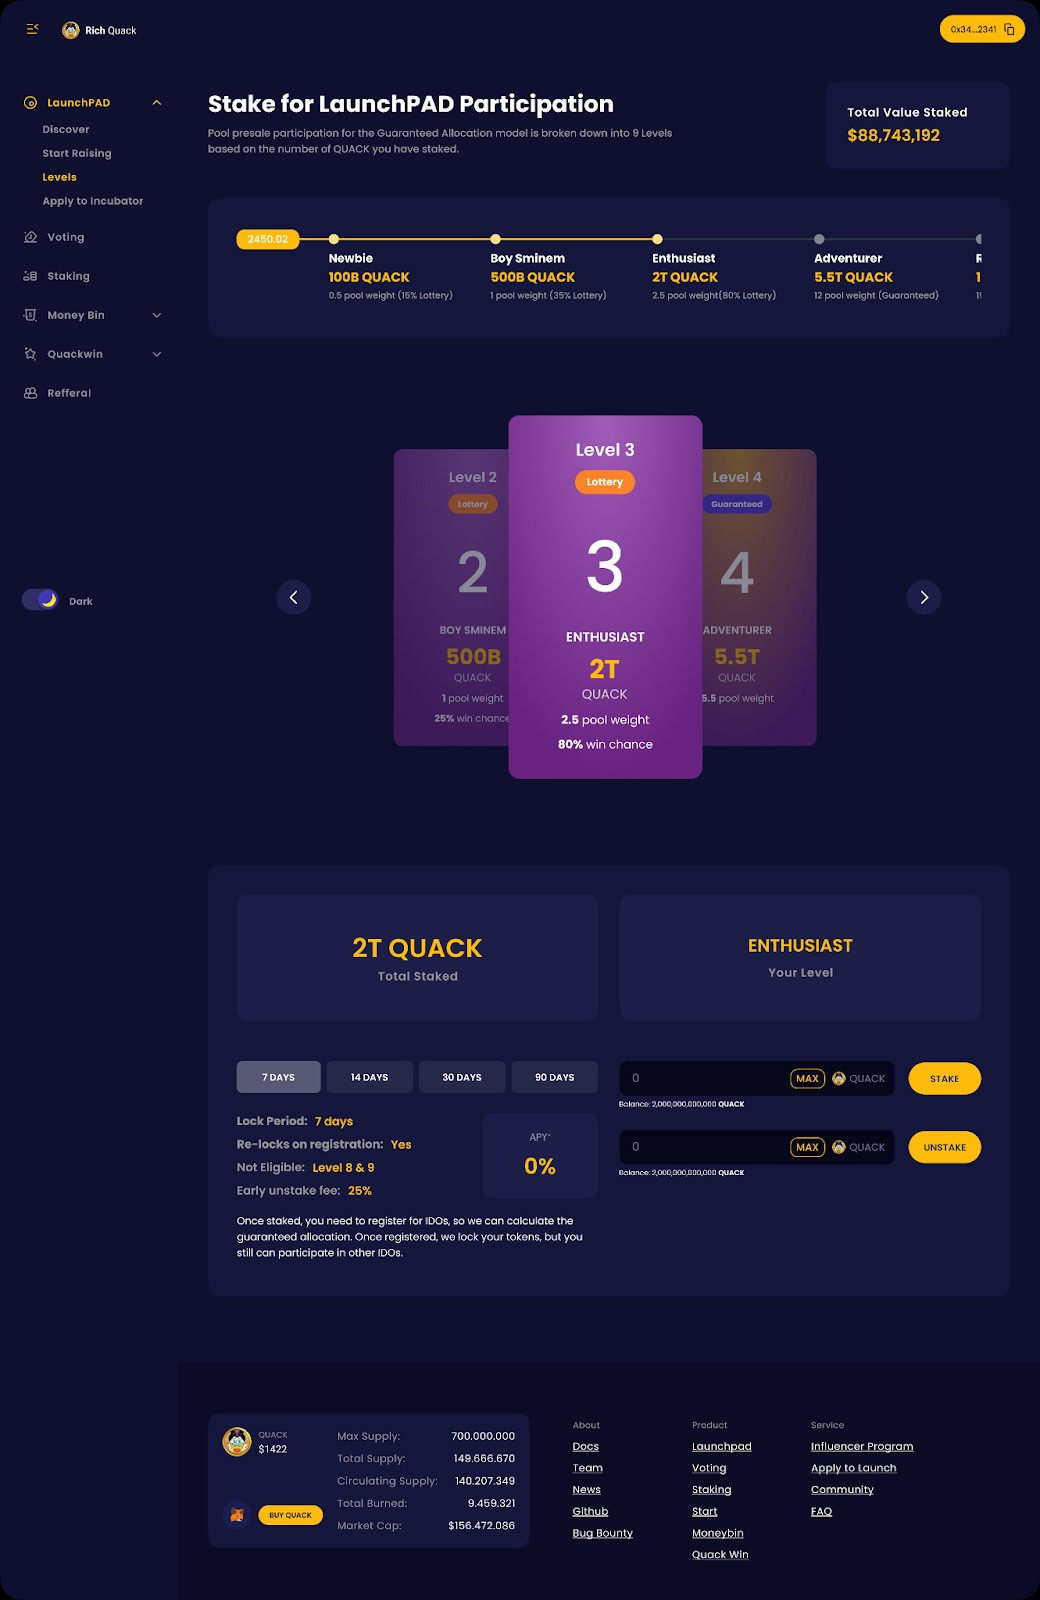 Rich Quack
0x34...2341
LaunchPAD
Discover
Start Raising
Levels
Apply to Incubator
Voting
Staking
Money Bin
Quackwin
Refferal
Dark
Stake for LaunchPAD Participation
Pool presale participation for the Guaranteed Allocation model is broken down into 9 Levels
based on the number of QUACK you have staked.
Total Value Staked
$88,743,192
2450.02
Newbie
100B QUACK
0.5 pool weight (15% Lottery)
Boy Sminem
500B QUACK
1 pool weight (35% Lottery)
Enthusiast
2T QUACK
2.5 pool weight(80% Lottery)
Adventurer
5.5T QUACK
12 pool weight (Guaranteed)
Level 2
Lottery
2
BOY SMINEM
500B
QUACK
1 pool weight
25% win chance
Level 3
Lottery
3
ENTHUSIAST
2T
QUACK
2.5 pool weight
80% win chance
Level 4
Guaranteed
4
ADVENTURER
5.5T
QUACK
5.5 pool weight
2T QUACK
Total Staked
ENTHUSIAST
Your Level
7 DAYS
14 DAYS
30 DAYS
90 DAYS
Lock Period: 7 days
Re-locks on registration: Yes
Not Eligible: Level 8 & 9
Early unstake fee: 25%
APY*
0%
Once staked, you need to register for IDOs, so we can calculate the
guaranteed allocation. Once registered, we lock your tokens, but you
still can participate in other IDOs.
0 MAX QUACK
STAKE
Balance: 2,000,000,000,000 QUACK
0 MAX QUACK
UNSTAKE
Balance: 2,000,000,000,000 QUACK
QUACK
$1422
BUY QUACK
Max Supply: 700.000.000
Total Supply: 149.666.670
Circulating Supply: 140.207.349
Total Burned: 9.459.321
Market Cap: $156.472.086
About
Docs
Team
News
Github
Bug Bounty
Product
Launchpad
Voting
Staking
Start
Moneybin
Quack Win
Service
Influencer Program
Apply to Launch
Community
FAQ